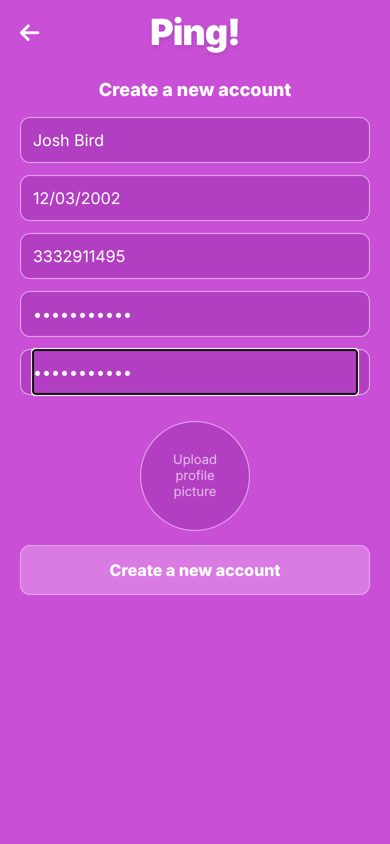 Ping!
Create a new account
Josh Bird
12/03/2002
3332911495
•••••••••••
•••••••••••
Upload
profile
picture
Create a new account